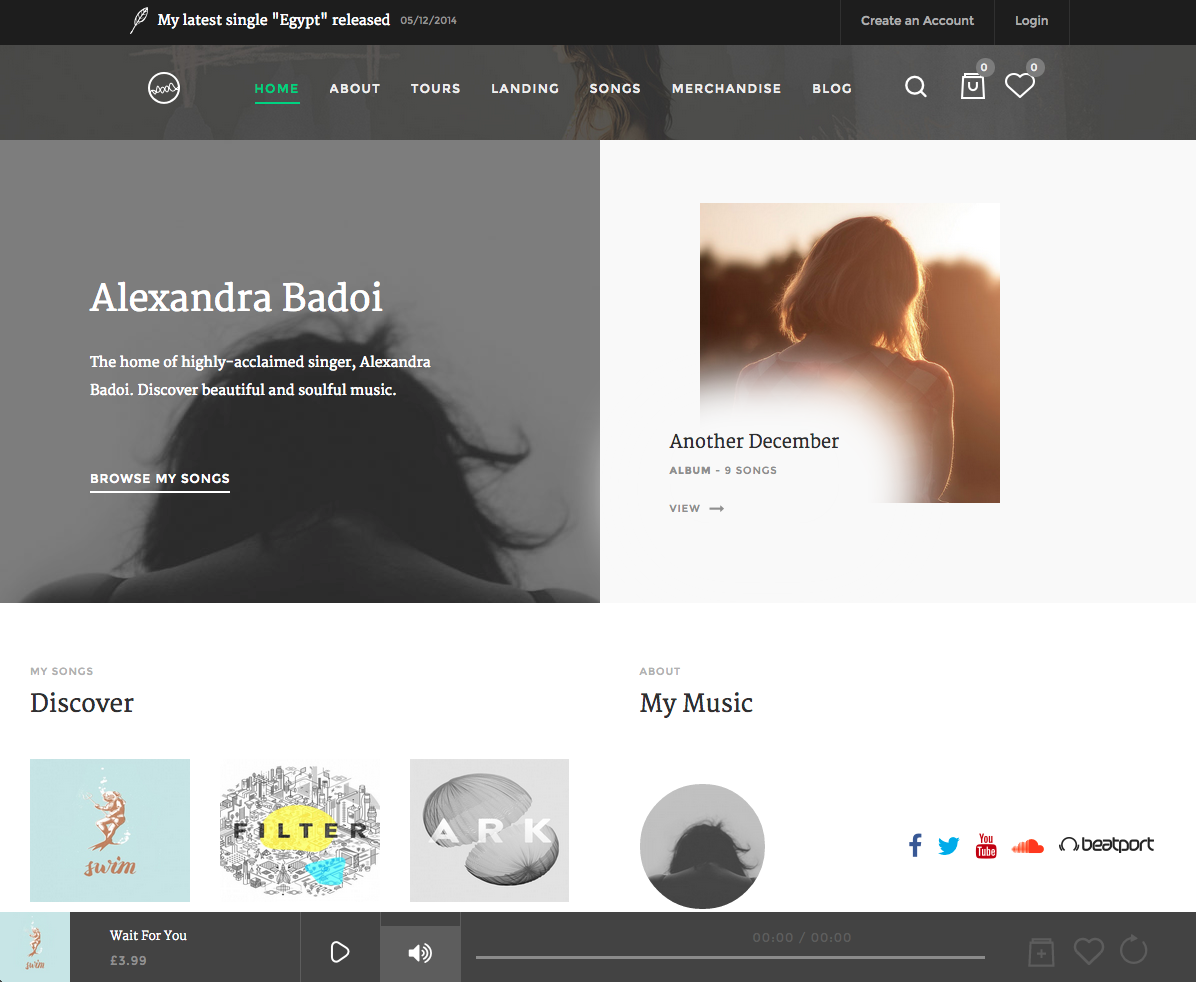 My latest single "Egypt" released 05/12/2014
Create an Account
Login
HOME ABOUT TOURS LANDING SONGS MERCHANDISE BLOG
0
0
Alexandra Badoi
The home of highly-acclaimed singer, Alexandra
Badoi. Discover beautiful and soulful music.
BROWSE MY SONGS
Another December
ALBUM - 9 SONGS
VIEW
MY SONGS
Discover
swim
FILTER
ARK
ABOUT
My Music
You
Tube
beatport
swim
Wait For You
£3.99
00:00 / 00:00